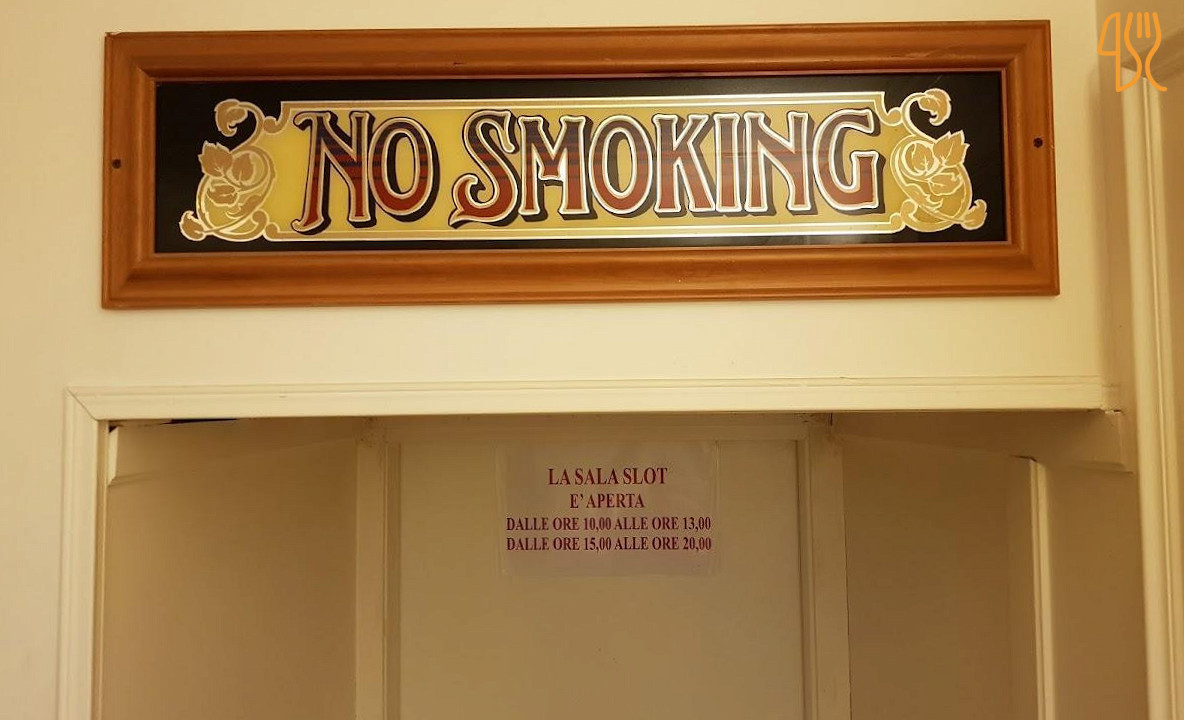 NO SMOKING
LA SALA SLOT
E' APERTA
DALLE ORE 10,00 ALLE ORE 13,00
DALLE ORE 15,00 ALLE ORE 20,00